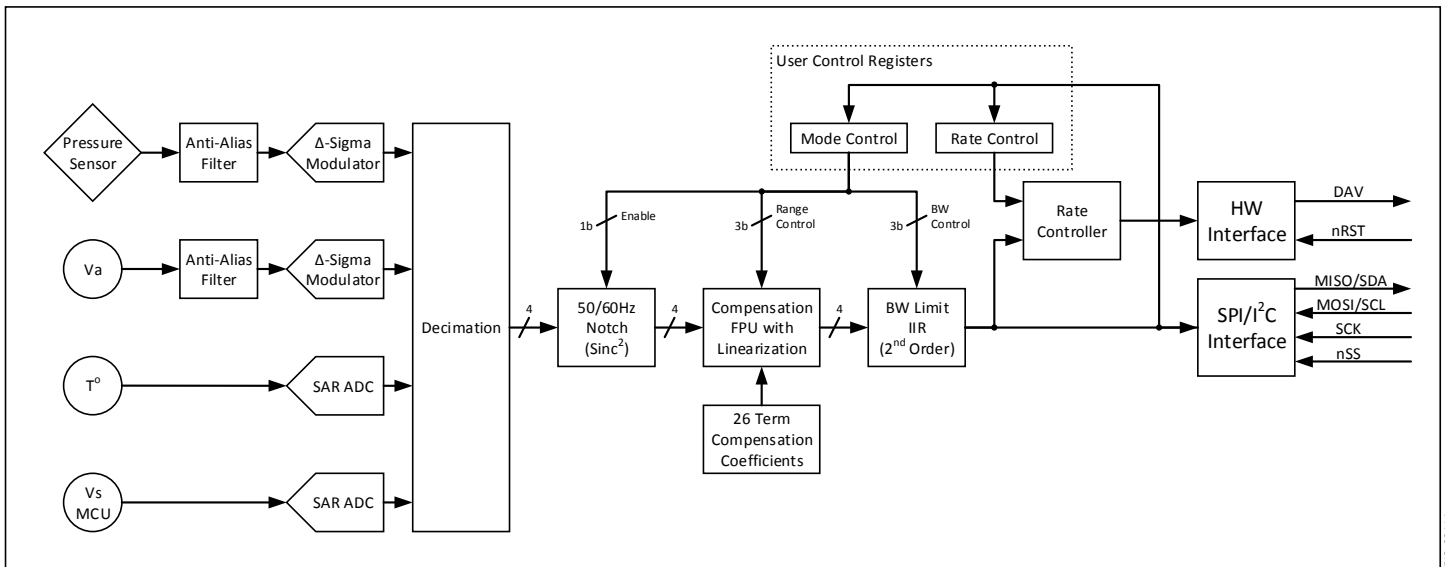 User Control Registers
Mode Control
Rate Control
Pressure
Sensor
Anti-Alias
Filter
Δ-Sigma
Modulator
Va
Anti-Alias
Filter
Δ-Sigma
Modulator
T°
SAR ADC
Vs
MCU
SAR ADC
Decimation
4
1b
Enable
50/60Hz
Notch
(Sinc²)
4
3b
Range
Control
Compensation
FPU with
Linearization
26 Term
Compensation
Coefficients
4
3b
BW
Control
BW Limit
IIR
(2nd Order)
Rate
Controller
HW
Interface
DAV
nRST
SPI/I²C
Interface
MISO/SDA
MOSI/SCL
SCK
nSS